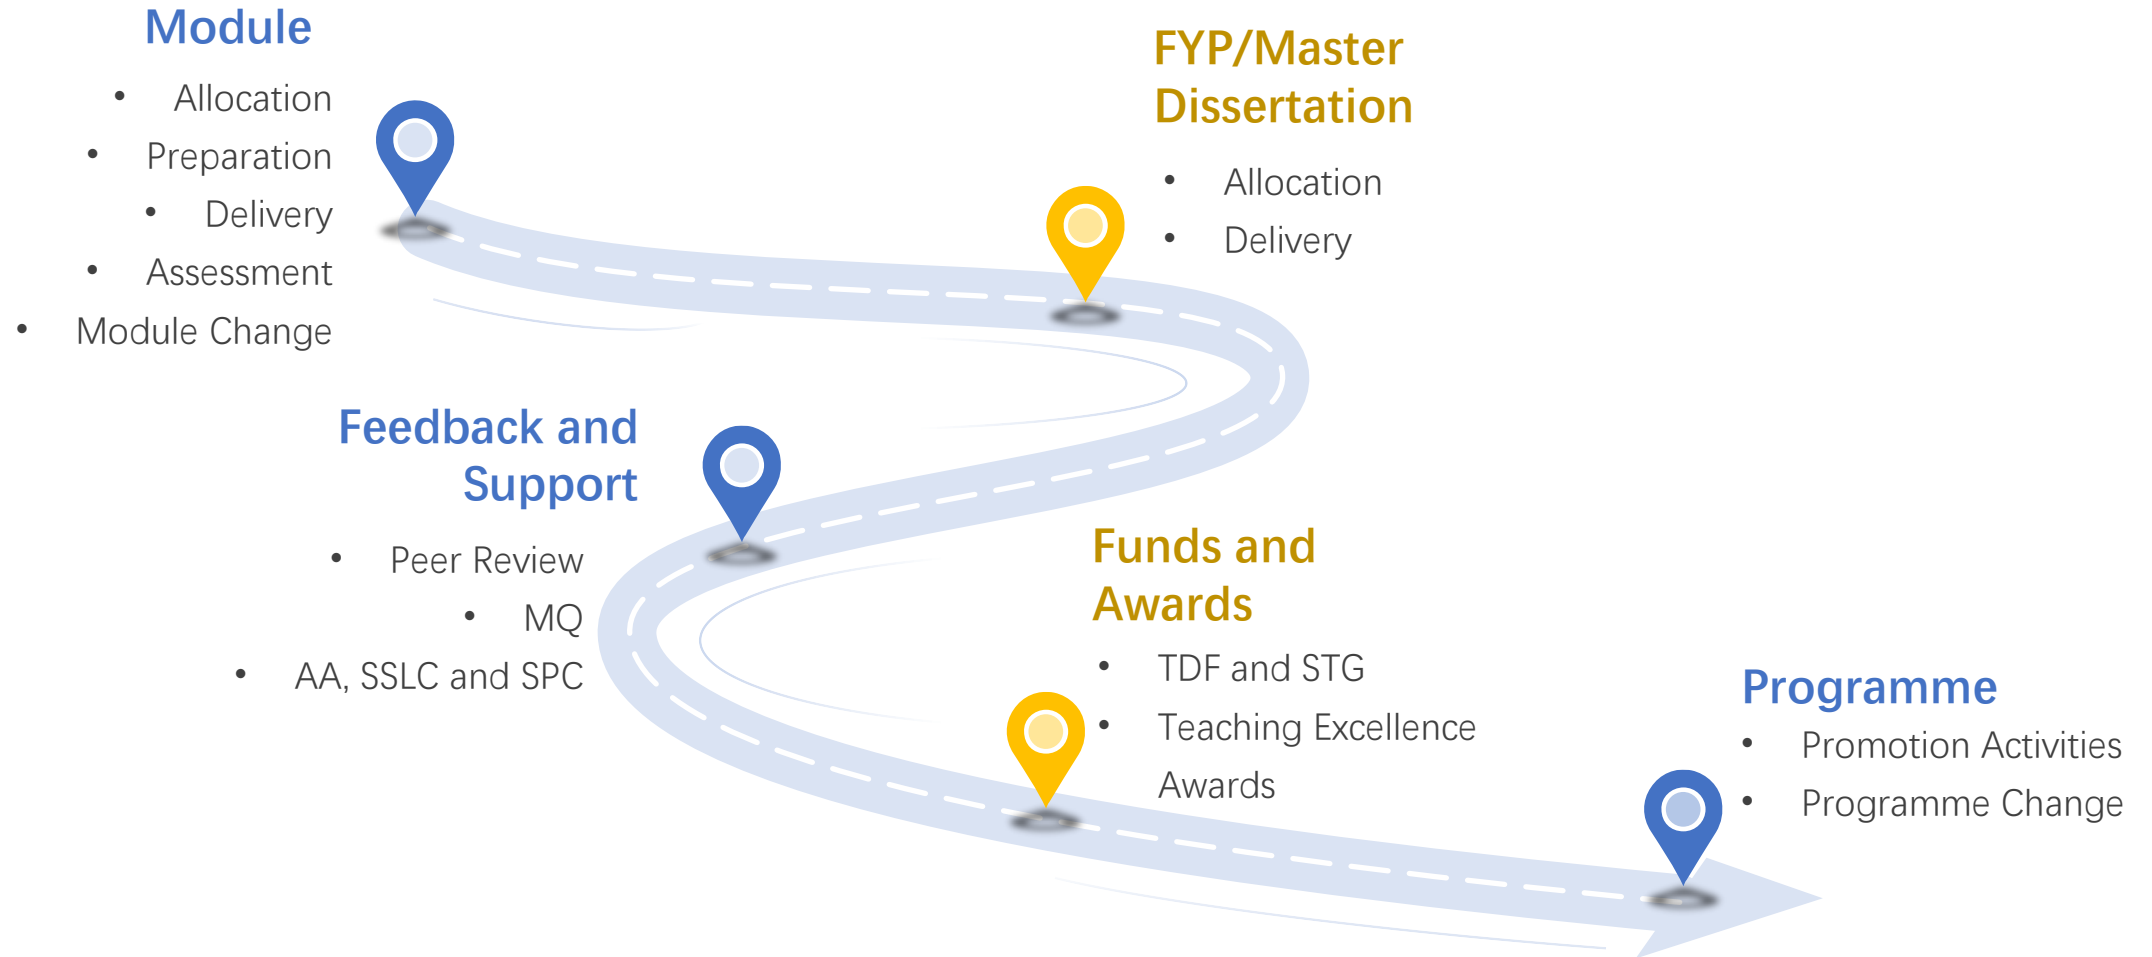 Module
• Allocation
• Preparation
• Delivery
• Assessment
• Module Change
FYP/Master
Dissertation
• Allocation
• Delivery
Feedback and
Support
• Peer Review
• MQ
• AA, SSLC and SPC
Funds and
Awards
• TDF and STG
• Teaching Excellence
Awards
Programme
• Promotion Activities
• Programme Change